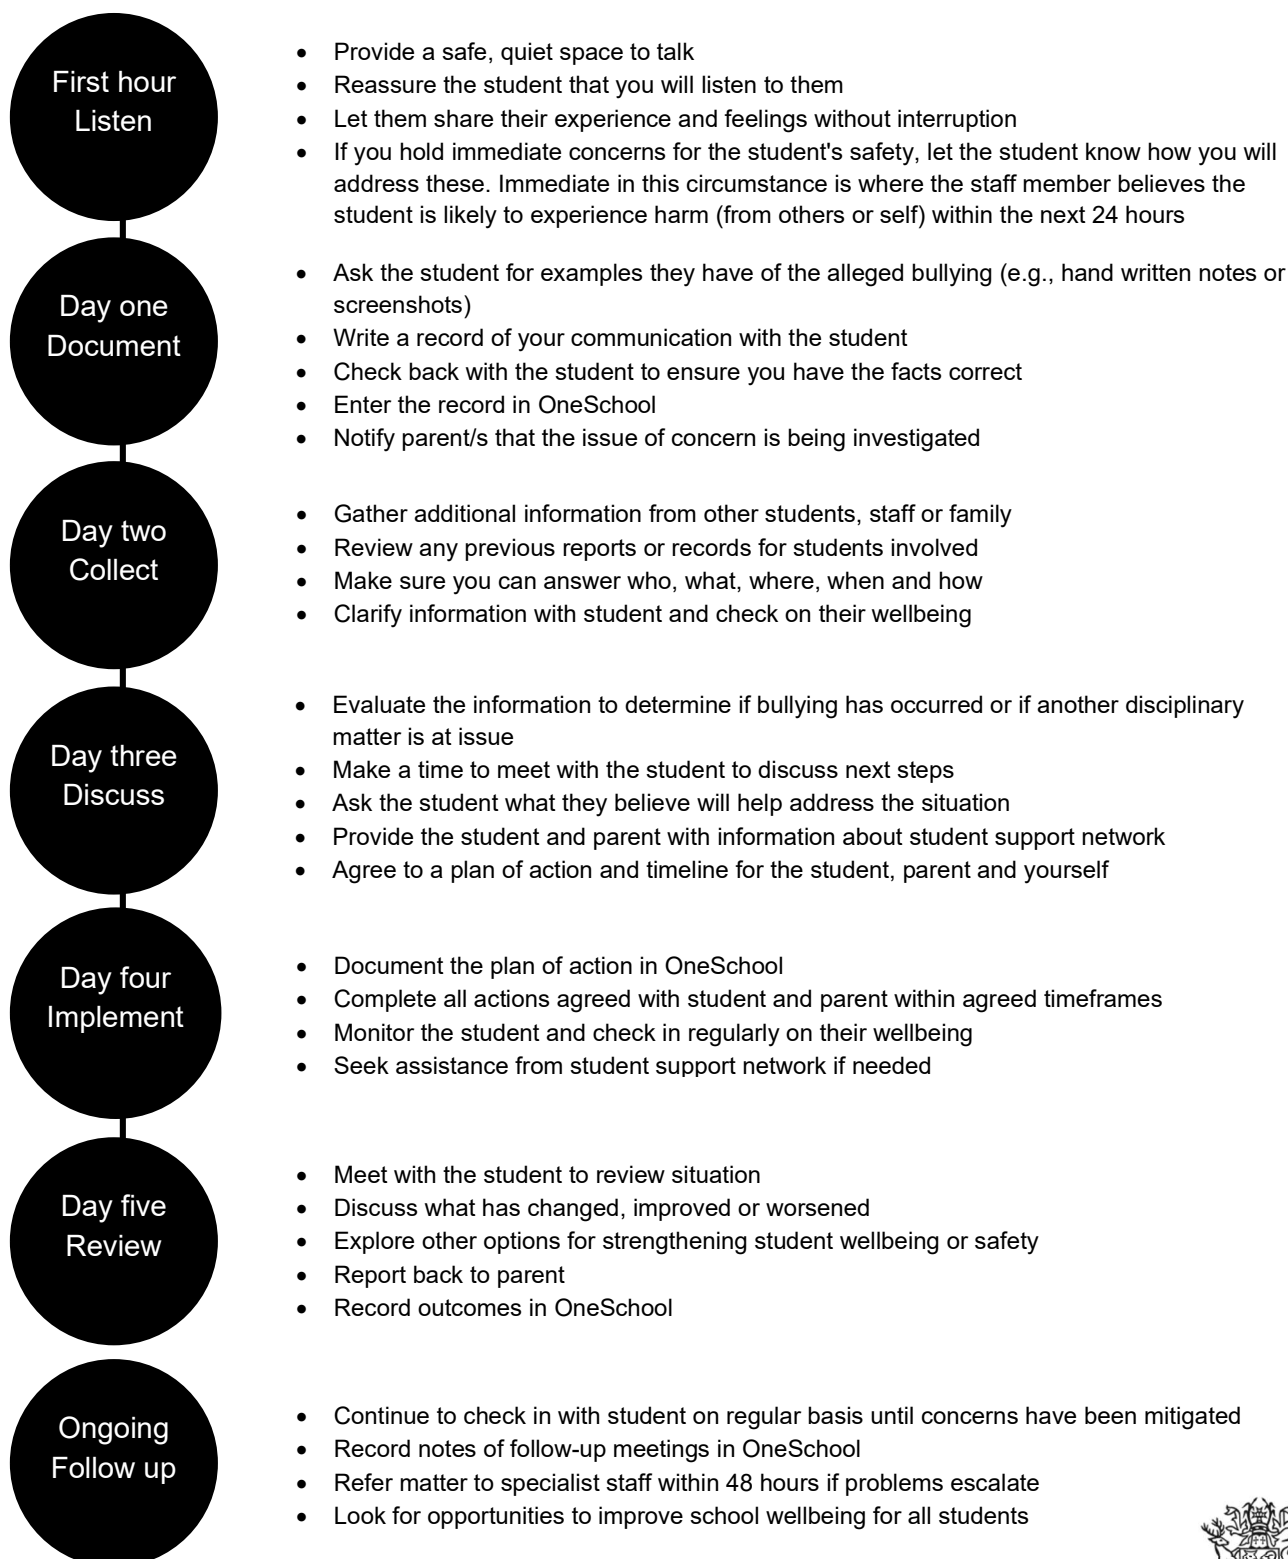 First hour
Listen
• Provide a safe, quiet space to talk
• Reassure the student that you will listen to them
• Let them share their experience and feelings without interruption
• If you hold immediate concerns for the student's safety, let the student know how you will
address these. Immediate in this circumstance is where the staff member believes the
student is likely to experience harm (from others or self) within the next 24 hours
Day one
Document
• Ask the student for examples they have of the alleged bullying (e.g., hand written notes or
screenshots)
• Write a record of your communication with the student
• Check back with the student to ensure you have the facts correct
• Enter the record in OneSchool
• Notify parent/s that the issue of concern is being investigated
Day two
Collect
• Gather additional information from other students, staff or family
• Review any previous reports or records for students involved
• Make sure you can answer who, what, where, when and how
• Clarify information with student and check on their wellbeing
Day three
Discuss
• Evaluate the information to determine if bullying has occurred or if another disciplinary
matter is at issue
• Make a time to meet with the student to discuss next steps
• Ask the student what they believe will help address the situation
• Provide the student and parent with information about student support network
• Agree to a plan of action and timeline for the student, parent and yourself
Day four
Implement
• Document the plan of action in OneSchool
• Complete all actions agreed with student and parent within agreed timeframes
• Monitor the student and check in regularly on their wellbeing
• Seek assistance from student support network if needed
Day five
Review
• Meet with the student to review situation
• Discuss what has changed, improved or worsened
• Explore other options for strengthening student wellbeing or safety
• Report back to parent
• Record outcomes in OneSchool
Ongoing
Follow up
• Continue to check in with student on regular basis until concerns have been mitigated
• Record notes of follow-up meetings in OneSchool
• Refer matter to specialist staff within 48 hours if problems escalate
• Look for opportunities to improve school wellbeing for all students